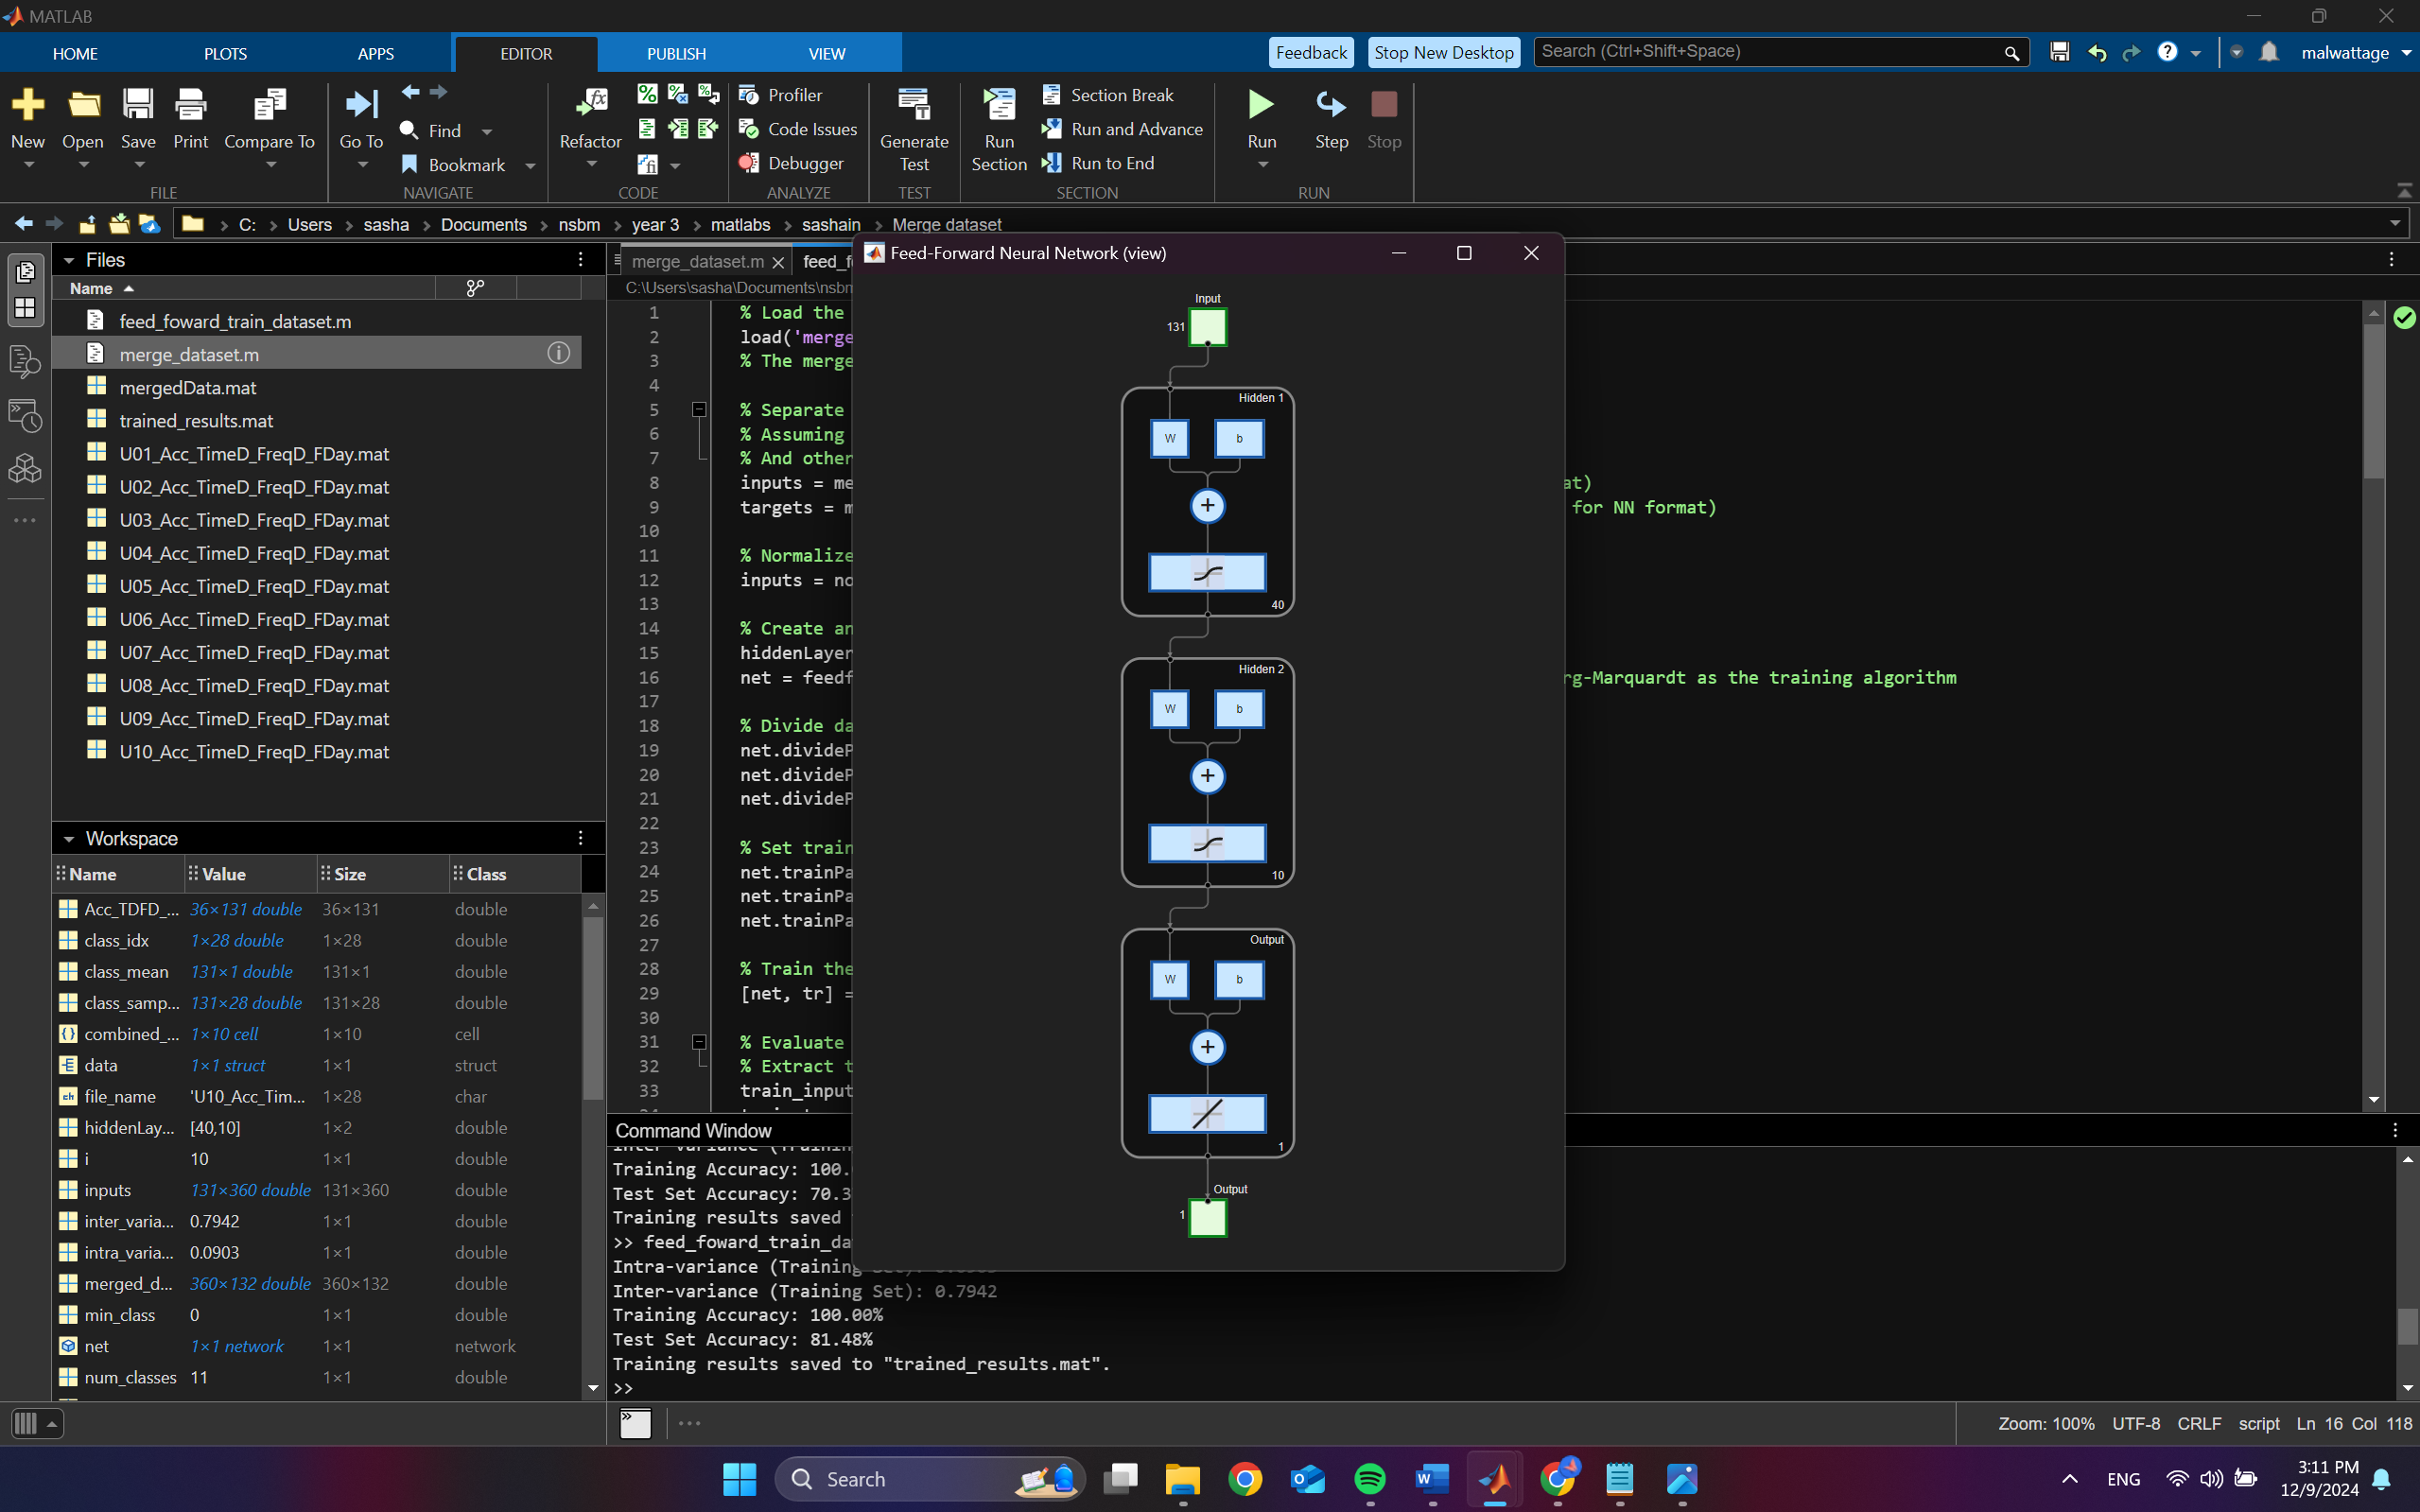 MATLAB
HOME
PLOTS
APPS
EDITOR
PUBLISH
VIEW
Feedback
Stop New Desktop
Search (Ctrl+Shift+Space)
malwattage
New
Open
Save
Print
Compare To
FILE
Go To
Find
Bookmark
NAVIGATE
Refactor
CODE
Profiler
Code Issues
Debugger
ANALYZE
Generate
Test
TEST
Run
Section
Section Break
Run and Advance
Run to End
SECTION
Run
Step
Stop
RUN
C: › Users › sasha › Documents › nsbm › year 3 › matlabs › sashain › Merge dataset
Files
Name
feed_foward_train_dataset.m
merge_dataset.m
mergedData.mat
trained_results.mat
U01_Acc_TimeD_FreqD_FDay.mat
U02_Acc_TimeD_FreqD_FDay.mat
U03_Acc_TimeD_FreqD_FDay.mat
U04_Acc_TimeD_FreqD_FDay.mat
U05_Acc_TimeD_FreqD_FDay.mat
U06_Acc_TimeD_FreqD_FDay.mat
U07_Acc_TimeD_FreqD_FDay.mat
U08_Acc_TimeD_FreqD_FDay.mat
U09_Acc_TimeD_FreqD_FDay.mat
U10_Acc_TimeD_FreqD_FDay.mat
Workspace
Name Value Size Class
Acc_TDFD_... 36×131 double 36×131 double
class_idx 1×28 double 1×28 double
class_mean 131×1 double 131×1 double
class_samp... 131×28 double 131×28 double
combined_... 1×10 cell 1×10 cell
data 1×1 struct 1×1 struct
file_name 'U10_Acc_Tim... 1×28 char
hiddenLay... [40,10] 1×2 double
i 10 1×1 double
inputs 131×360 double 131×360 double
inter_varia... 0.7942 1×1 double
intra_varia... 0.0903 1×1 double
merged_d... 360×132 double 360×132 double
min_class 0 1×1 double
net 1×1 network 1×1 network
num_classes 11 1×1 double
merge_dataset.m
feed_f
C:\Users\sasha\Documents\nsbm
1 % Load the
2 load('merge
3 % The merge
4
5 % Separate
6 % Assuming
7 % And other
8 inputs = me at)
9 targets = m for NN format)
10
11 % Normalize
12 inputs = no
13
14 % Create an
15 hiddenLayer
16 net = feedf rg-Marquardt as the training algorithm
17
18 % Divide da
19 net.divideP
20 net.divideP
21 net.divideP
22
23 % Set train
24 net.trainPa
25 net.trainPa
26 net.trainPa
27
28 % Train the
29 [net, tr] =
30
31 % Evaluate
32 % Extract t
33 train_input
Feed-Forward Neural Network (view)
Input
131
Hidden 1
W b
+
40
Hidden 2
W b
+
10
Output
W b
+
1
Output
1
Command Window
Training Accuracy: 100.
Test Set Accuracy: 70.3
Training results saved
>> feed_foward_train_da
Intra-variance (Training Set):
Inter-variance (Training Set): 0.7942
Training Accuracy: 100.00%
Test Set Accuracy: 81.48%
Training results saved to "trained_results.mat".
>>
Zoom: 100% UTF-8 CRLF script Ln 16 Col 118
Search
ENG
3:11 PM
12/9/2024